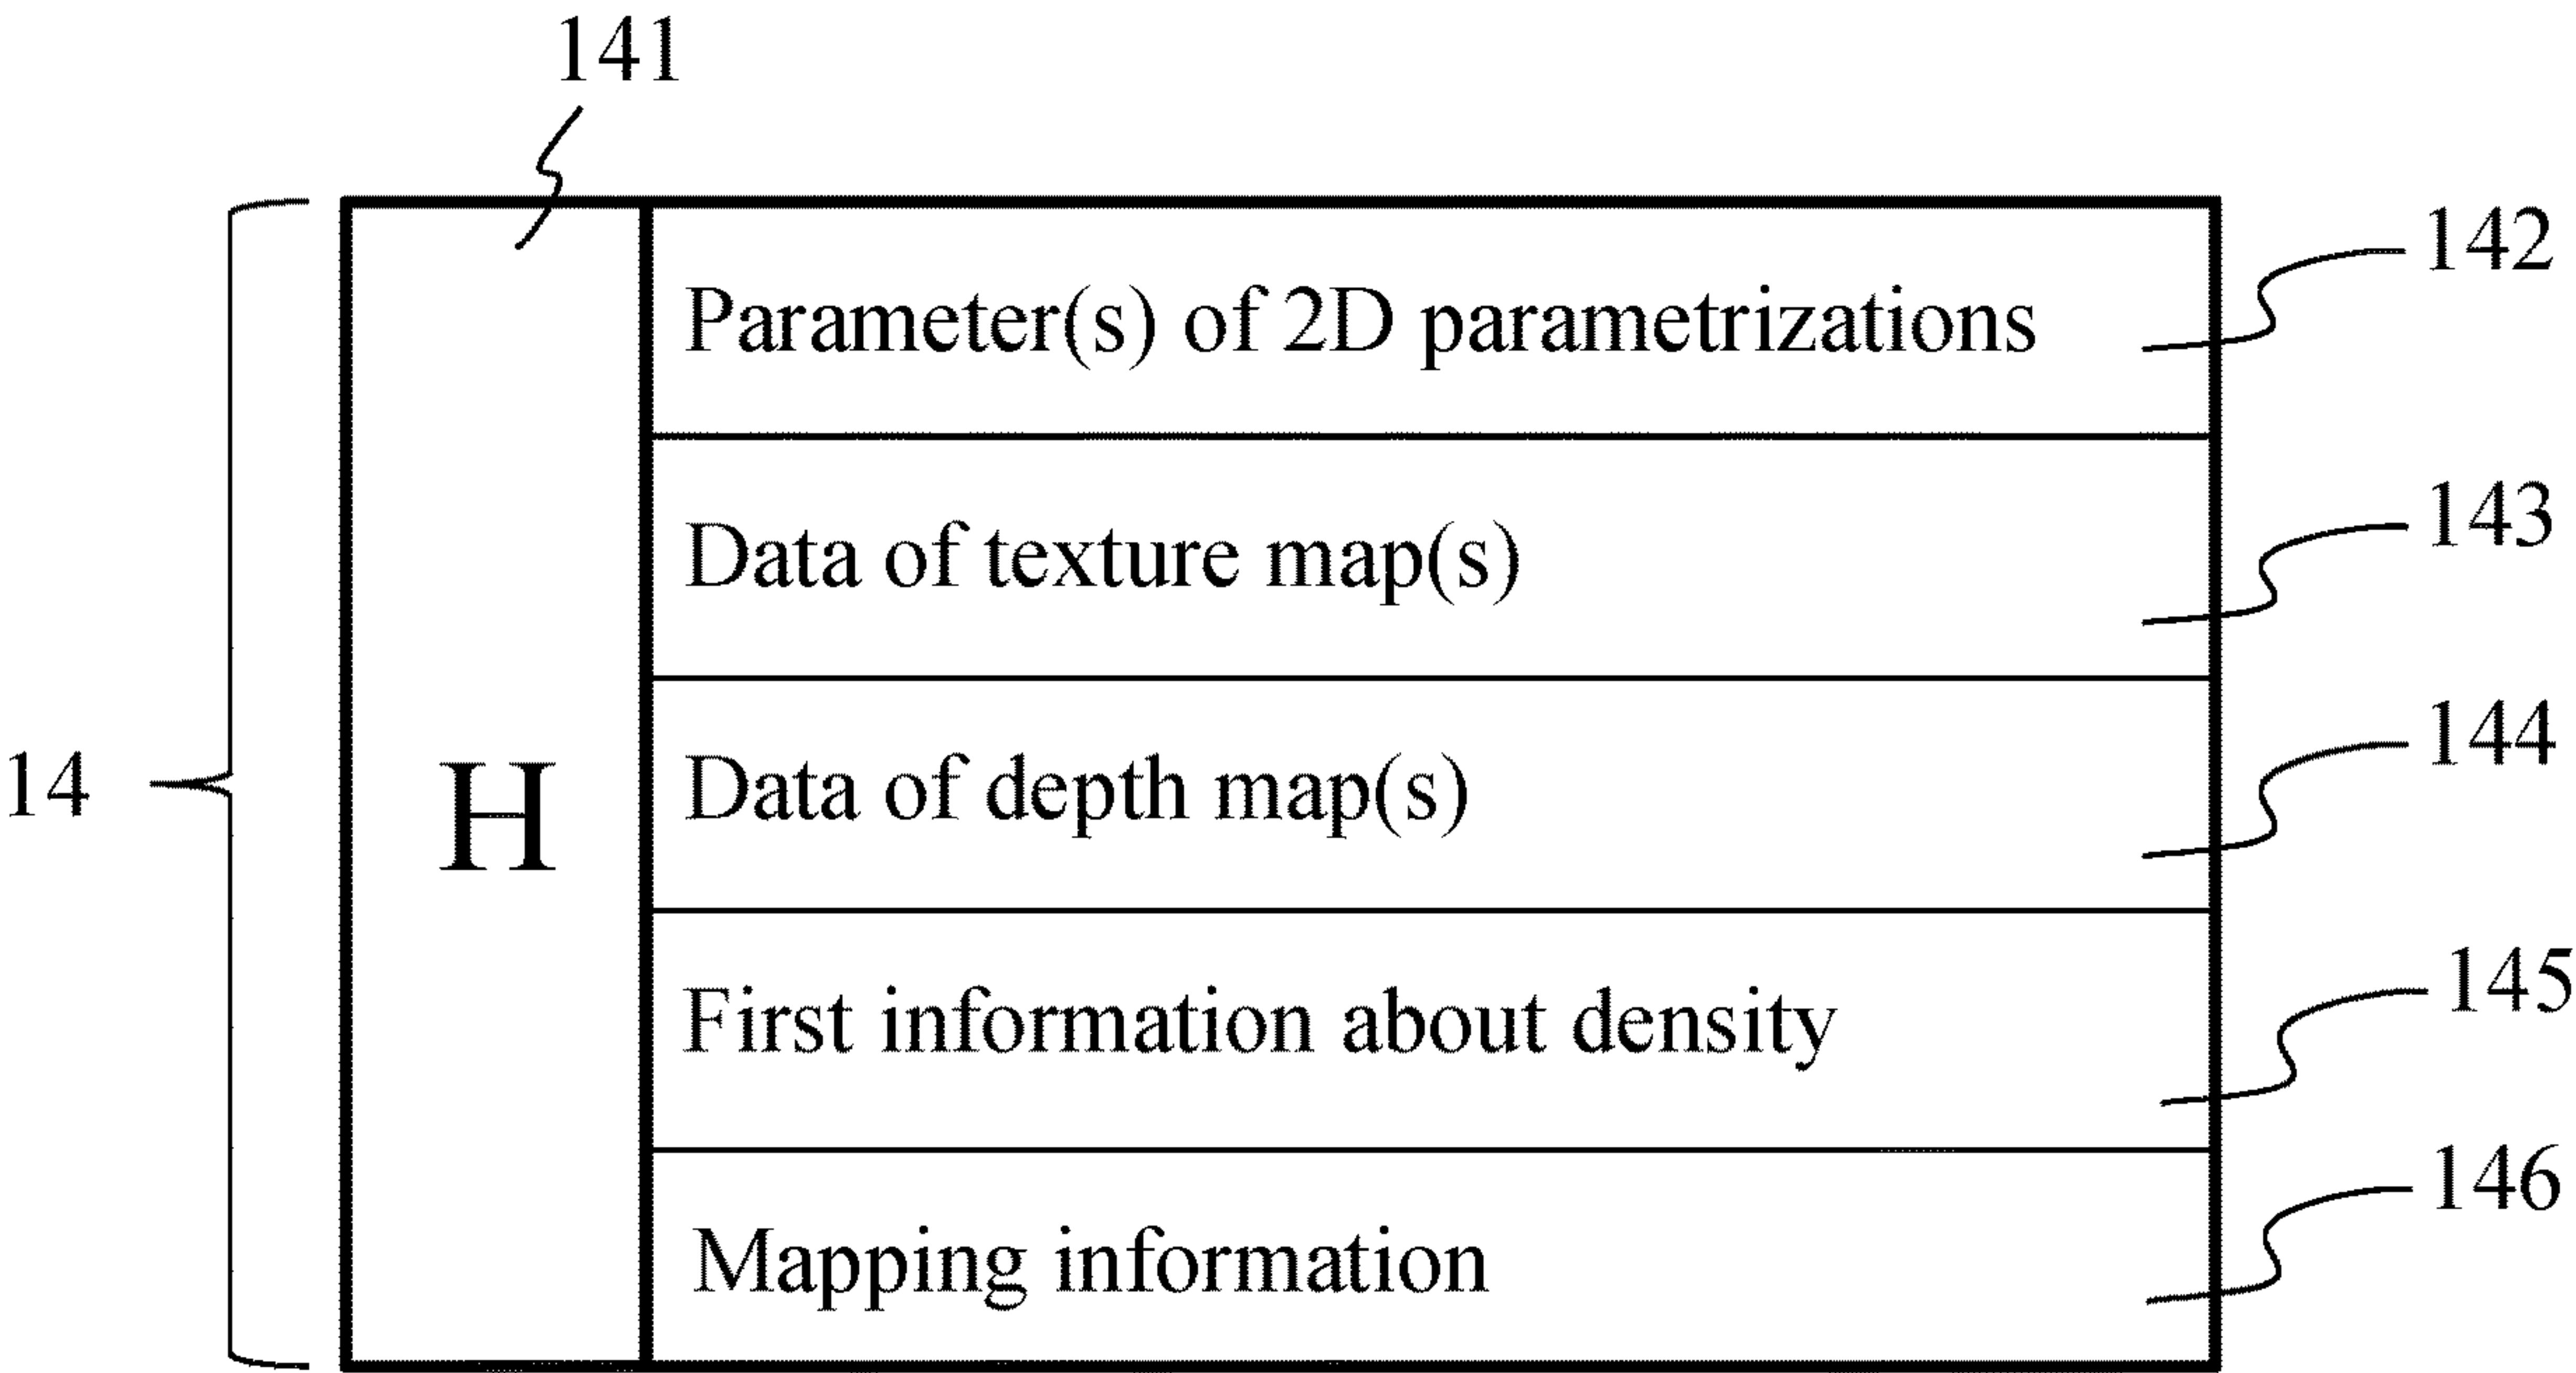 141
Parameter(s) of 2D parametrizations
142
Data of texture map(s)
143
14
H
Data of depth map(s)
144
First information about density
145
Mapping information
146